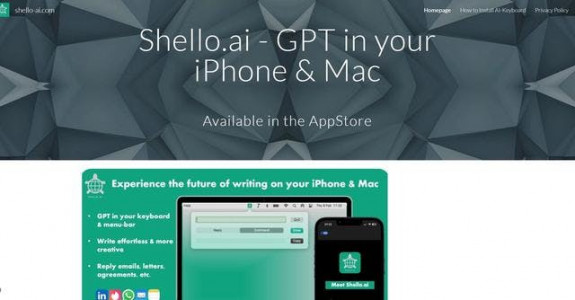 shello-ai.com
Homepage
How to Install Ai-Keyboard
Privacy Policy
Shello.ai - GPT in your
iPhone & Mac
Available in the AppStore
Experience the future of writing on your iPhone & Mac
• GPT in your keyboard
& menu-bar
• Write effortless & more
creative
• Reply emails, letters,
agreements, etc.
Meet Shello.ai